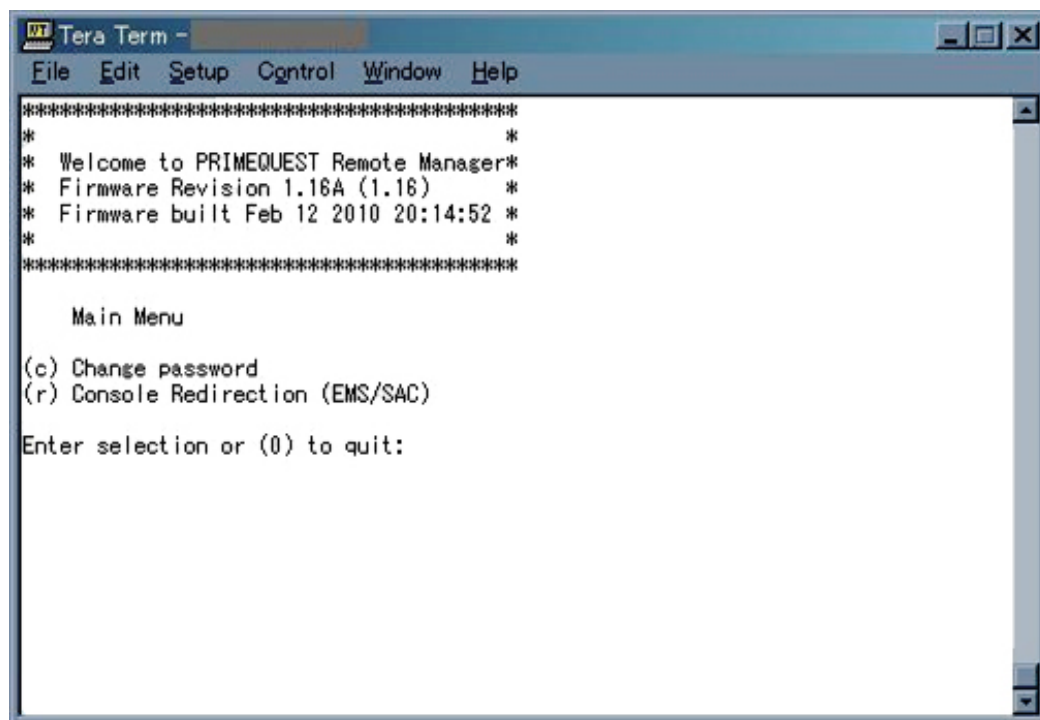 Tera Term -
File Edit Setup Control Window Help
****************************************
*                                      *
*  Welcome to PRIMEQUEST Remote Manager*
*  Firmware Revision 1.16A (1.16)      *
*  Firmware built Feb 12 2010 20:14:52 *
*                                      *
****************************************
Main Menu
(c) Change password
(r) Console Redirection (EMS/SAC)
Enter selection or (0) to quit: